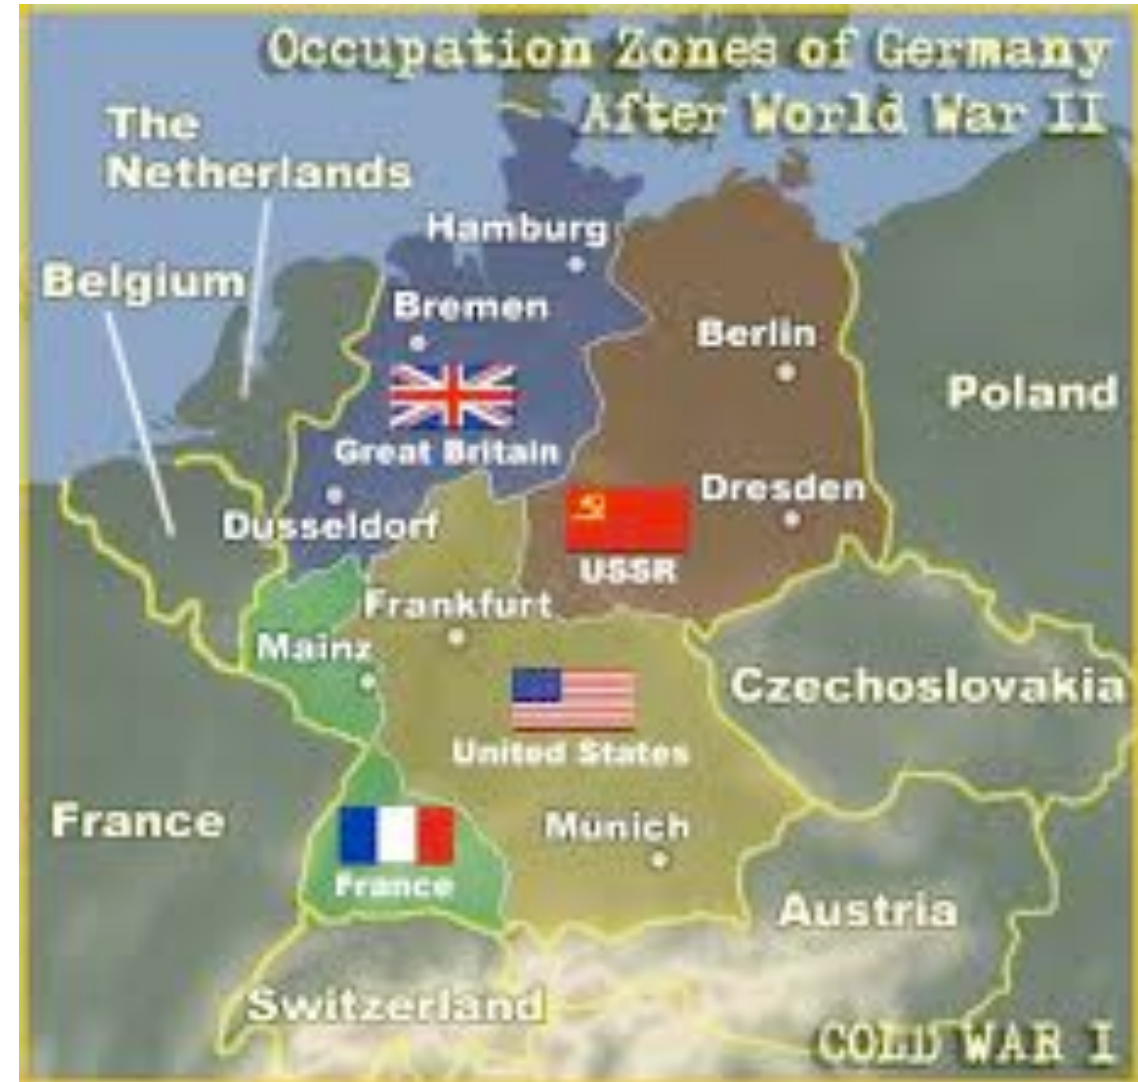 Occupation Zones of Germany
After World War II
The
Netherlands
Hamburg
Belgium
Bremen
Berlin
Poland
Great Britain
Dresden
Dusseldorf
USSR
Frankfurt
Mainz
Czechoslovakia
United States
France
Munich
France
Austria
Switzerland
COLD WAR I